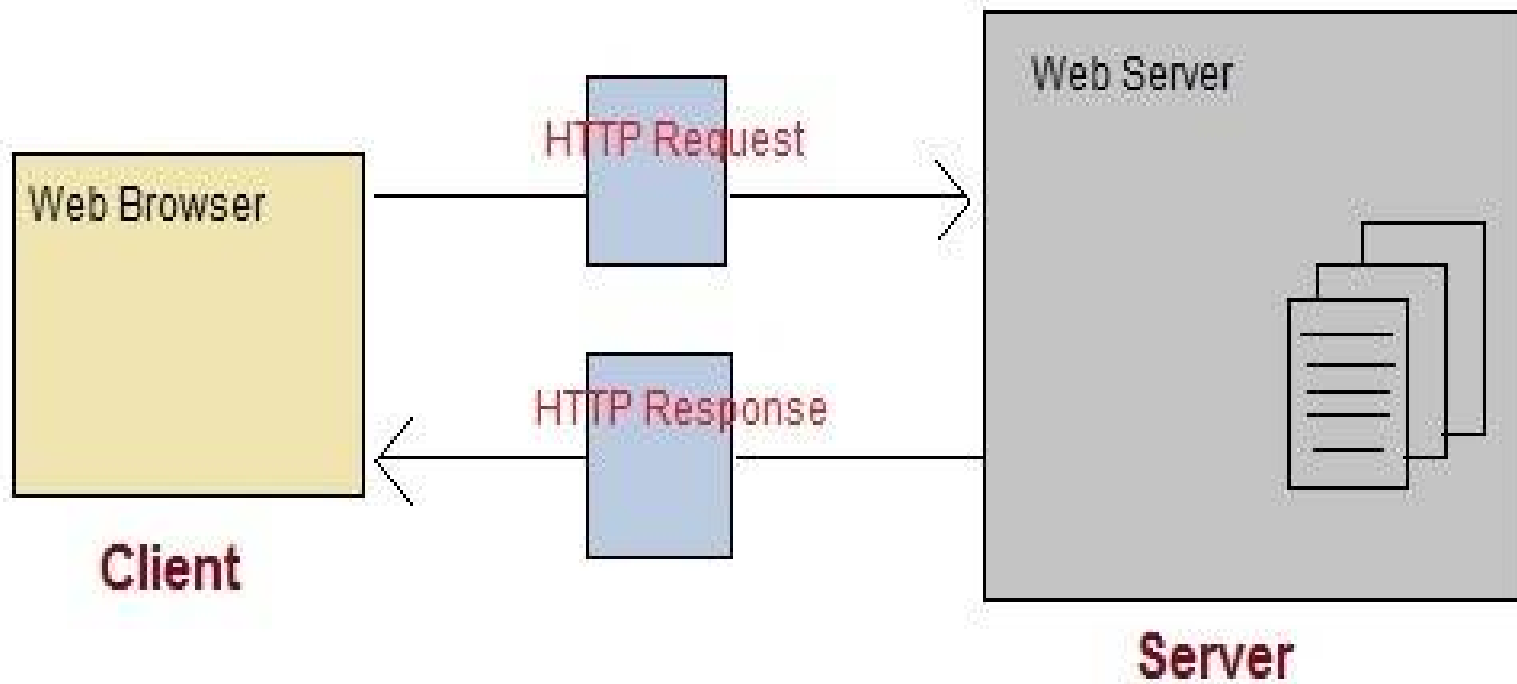 Web Server
HTTP Request
Web Browser
HTTP Response
Client
Server